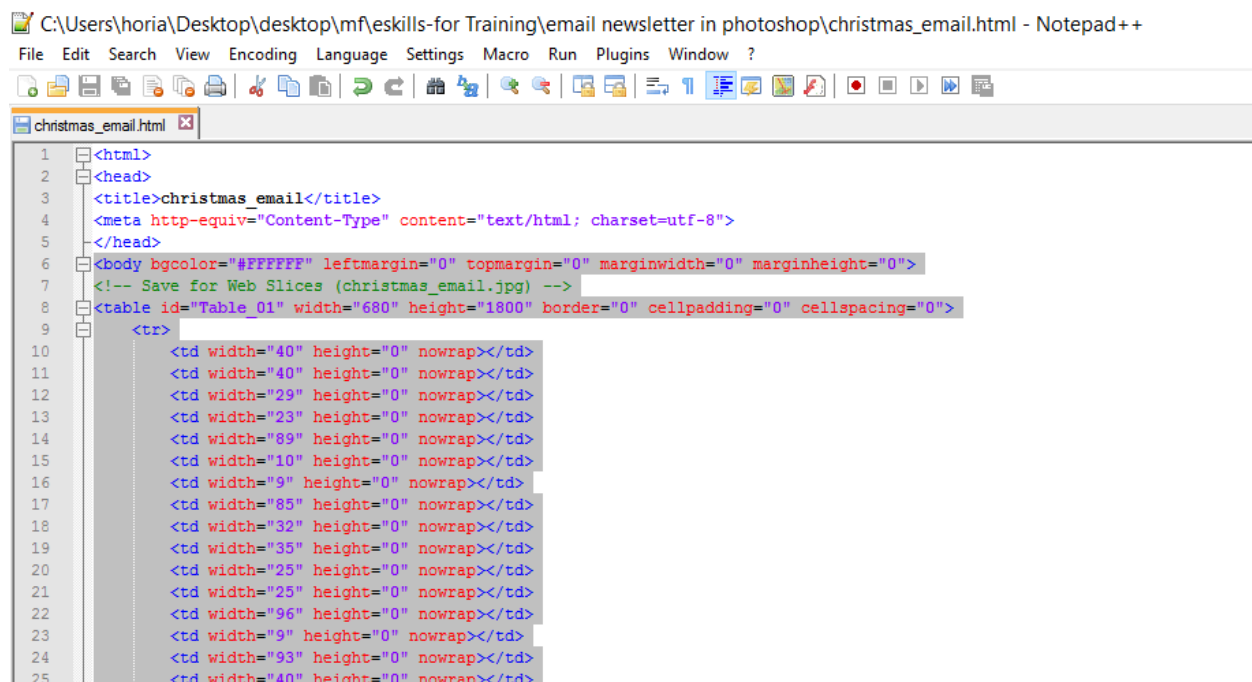 C:\Users\horia\Desktop\desktop\mf\eskills-for Training\email newsletter in photoshop\christmas_email.html - Notepad++
File Edit Search View Encoding Language Settings Macro Run Plugins Window ?
christmas_email.html
1 <html>
2 <head>
3 <title>christmas_email</title>
4 <meta http-equiv="Content-Type" content="text/html; charset=utf-8">
5 </head>
6 <body bgcolor="#FFFFFF" leftmargin="0" topmargin="0" marginwidth="0" marginheight="0">
7 <!-- Save for Web Slices (christmas_email.jpg) -->
8 <table id="Table_01" width="680" height="1800" border="0" cellpadding="0" cellspacing="0">
9 <tr>
10 <td width="40" height="0" nowrap></td>
11 <td width="40" height="0" nowrap></td>
12 <td width="29" height="0" nowrap></td>
13 <td width="23" height="0" nowrap></td>
14 <td width="89" height="0" nowrap></td>
15 <td width="10" height="0" nowrap></td>
16 <td width="9" height="0" nowrap></td>
17 <td width="85" height="0" nowrap></td>
18 <td width="32" height="0" nowrap></td>
19 <td width="35" height="0" nowrap></td>
20 <td width="25" height="0" nowrap></td>
21 <td width="25" height="0" nowrap></td>
22 <td width="96" height="0" nowrap></td>
23 <td width="9" height="0" nowrap></td>
24 <td width="93" height="0" nowrap></td>
25 <td width="40" height="0" nowrap></td>